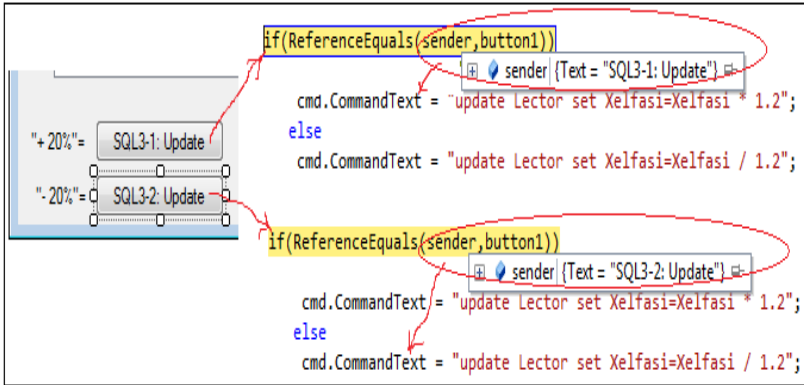 if(ReferenceEquals(sender,button1))
sender {Text = "SQL3-1: Update"}
cmd.CommandText = "update Lector set Xelfasi=Xelfasi * 1.2";
else
cmd.CommandText = "update Lector set Xelfasi=Xelfasi / 1.2";
"+ 20%"= SQL3-1: Update
"- 20%"= SQL3-2: Update
if(ReferenceEquals(sender,button1))
sender {Text = "SQL3-2: Update"}
cmd.CommandText = "update Lector set Xelfasi=Xelfasi * 1.2";
else
cmd.CommandText = "update Lector set Xelfasi=Xelfasi / 1.2";